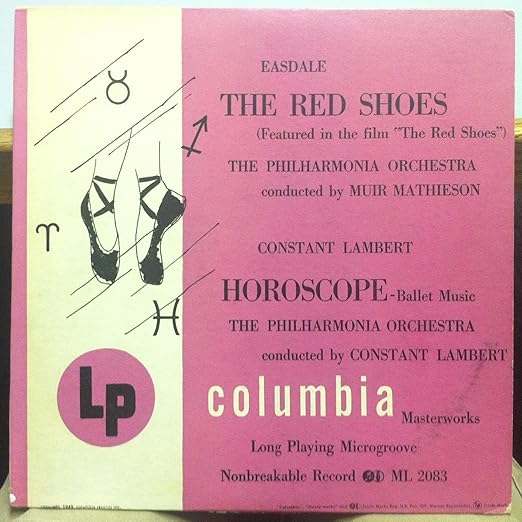 EASDALE
THE RED SHOES
(Featured in the film "The Red Shoes")
THE PHILHARMONIA ORCHESTRA
conducted by MUIR MATHIESON
CONSTANT LAMBERT
HOROSCOPE-Ballet Music
THE PHILHARMONIA ORCHESTRA
conducted by CONSTANT LAMBERT
LP
columbia Masterworks
Long Playing Microgroove
Nonbreakable Record ML 2083